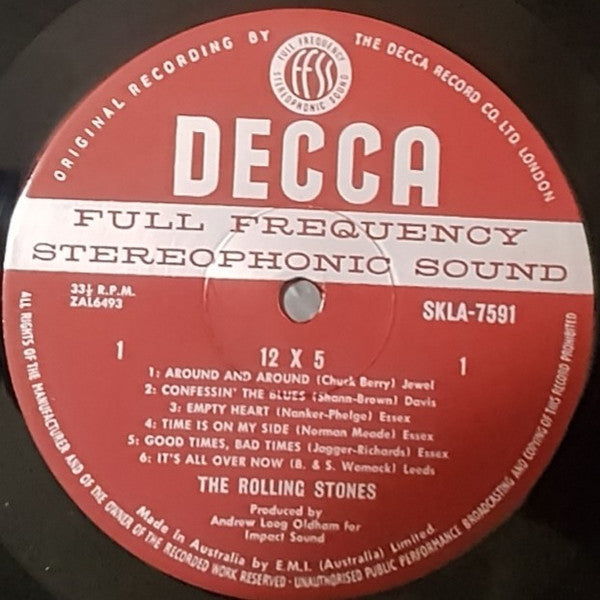 ORIGINAL RECORDING BY THE DECCA RECORD CO. LTD LONDON
FULL FREQUENCY
FFSS
STEREOPHONIC SOUND
DECCA
FULL FREQUENCY
STEREOPHONIC SOUND
33⅓ R.P.M.
ZAL6493
SKLA-7591
1
12 X 5
1
1: AROUND AND AROUND (Chuck Berry) Jewel
2: CONFESSIN' THE BLUES (Shann-Brown) Davis
3: EMPTY HEART (Nanker-Phelge) Essex
4: TIME IS ON MY SIDE (Norman Meade) Essex
5: GOOD TIMES, BAD TIMES (Jagger-Richards) Essex
6: IT'S ALL OVER NOW (B. & S. Womack) Leeds
THE ROLLING STONES
Produced by
Andrew Loog Oldham for
Impact Sound
Made in Australia by E.M.I. (Australia) Limited.
ALL RIGHTS OF THE MANUFACTURER AND OF THE OWNER OF THE RECORDED WORK RESERVED - UNAUTHORISED PUBLIC PERFORMANCE BROADCASTING AND COPYING OF THIS RECORD PROHIBITED